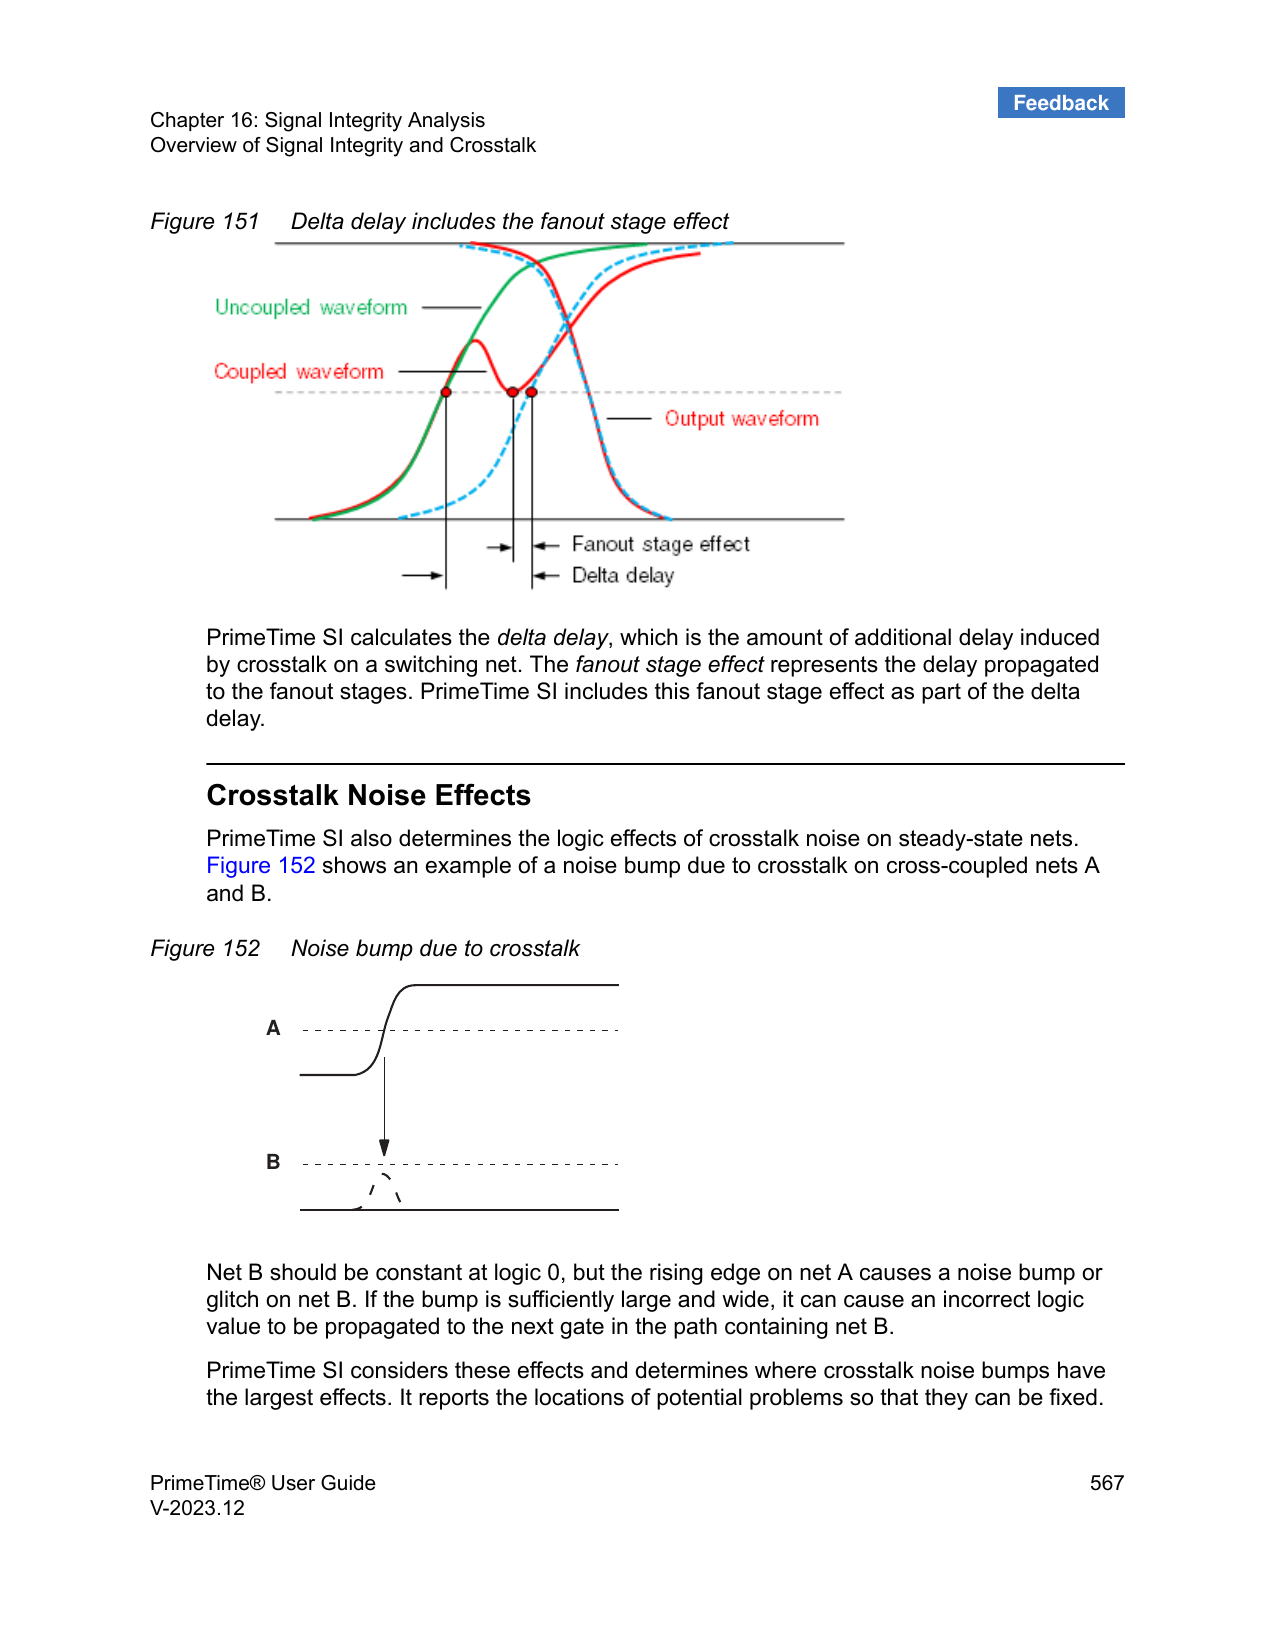 Feedback
Chapter 16: Signal Integrity Analysis
Overview of Signal Integrity and Crosstalk
Figure 151 Delta delay includes the fanout stage effect
Uncoupled waveform
Coupled waveform
Output waveform
Fanout stage effect
Delta delay
PrimeTime SI calculates the delta delay, which is the amount of additional delay induced
by crosstalk on a switching net. The fanout stage effect represents the delay propagated
to the fanout stages. PrimeTime SI includes this fanout stage effect as part of the delta
delay.
Crosstalk Noise Effects
PrimeTime SI also determines the logic effects of crosstalk noise on steady-state nets.
Figure 152 shows an example of a noise bump due to crosstalk on cross-coupled nets A
and B.
Figure 152 Noise bump due to crosstalk
A
B
Net B should be constant at logic 0, but the rising edge on net A causes a noise bump or
glitch on net B. If the bump is sufficiently large and wide, it can cause an incorrect logic
value to be propagated to the next gate in the path containing net B.
PrimeTime SI considers these effects and determines where crosstalk noise bumps have
the largest effects. It reports the locations of potential problems so that they can be fixed.
PrimeTime® User Guide 567
V-2023.12